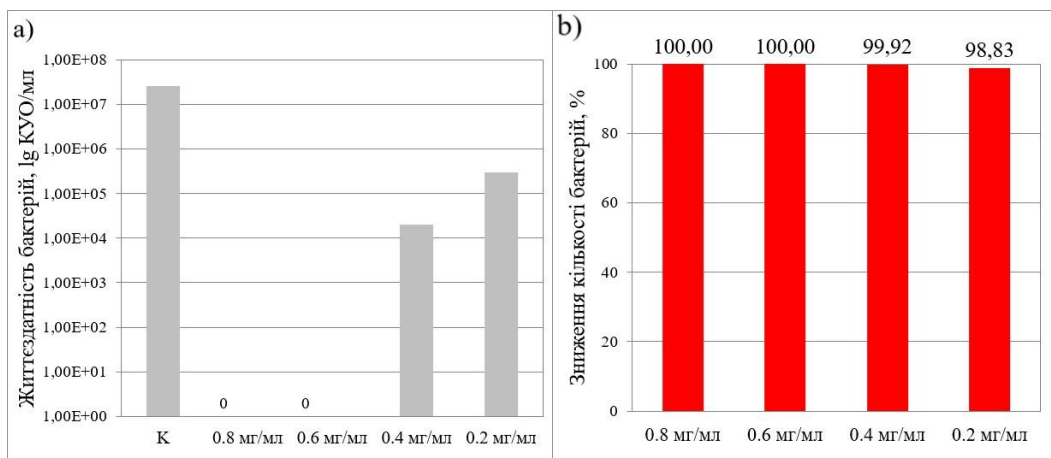 a)
Життєздатність бактерій, lg КУО/мл
1,00E+08
1,00E+07
1,00E+06
1,00E+05
1,00E+04
1,00E+03
1,00E+02
1,00E+01
1,00E+00
0
0
К
0.8 мг/мл
0.6 мг/мл
0.4 мг/мл
0.2 мг/мл
b)
Зниження кількості бактерій, %
100,00
100,00
99,92
98,83
100
80
60
40
20
0
0.8 мг/мл
0.6 мг/мл
0.4 мг/мл
0.2 мг/мл